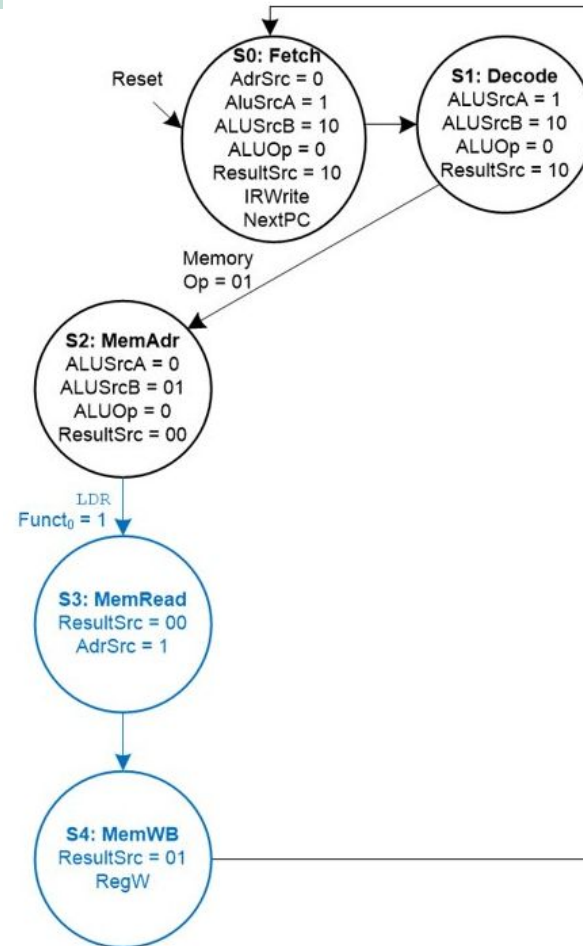 Reset
S0: Fetch
AdrSrc = 0
AluSrcA = 1
ALUSrcB = 10
ALUOp = 0
ResultSrc = 10
IRWrite
NextPC
S1: Decode
ALUSrcA = 1
ALUSrcB = 10
ALUOp = 0
ResultSrc = 10
Memory
Op = 01
S2: MemAdr
ALUSrcA = 0
ALUSrcB = 01
ALUOp = 0
ResultSrc = 00
LDR
Funct₀ = 1
S3: MemRead
ResultSrc = 00
AdrSrc = 1
S4: MemWB
ResultSrc = 01
RegW